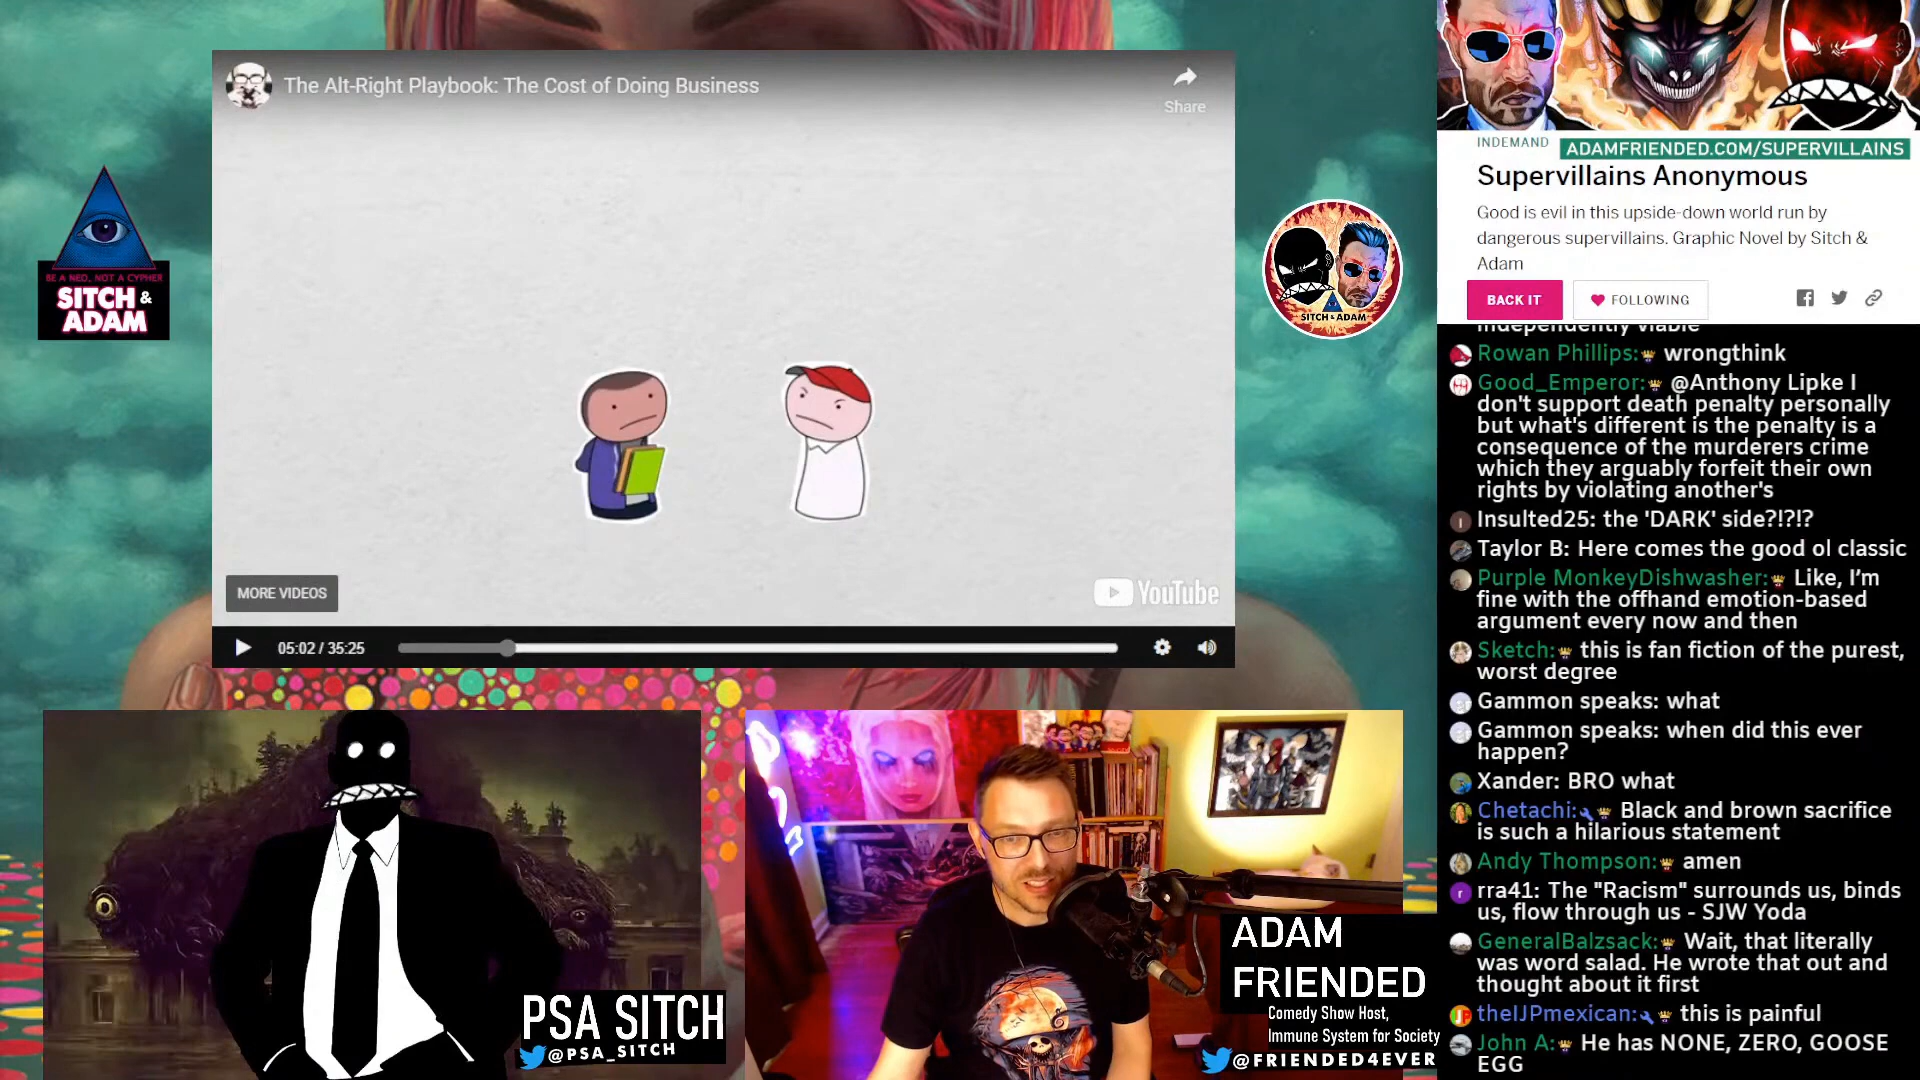 The Alt-Right Playbook: The Cost of Doing Business
Share
BE A NEO, NOT A CYPHER
SITCH &
ADAM
SITCH & ADAM
MORE VIDEOS
YouTube
05:02 / 35:25
PSA SITCH
@PSA_SITCH
ADAM
FRIENDED
Comedy Show Host,
Immune System for Society
@FRIENDED4EVER
INDEMAND
ADAMFRIENDED.COM/SUPERVILLAINS
Supervillains Anonymous
Good is evil in this upside-down world run by
dangerous supervillains. Graphic Novel by Sitch &
Adam
BACK IT
FOLLOWING
independently viable
Rowan Phillips: wrongthink
Good_Emperor: @Anthony Lipke I
don't support death penalty personally
but what's different is the penalty is a
consequence of the murderers crime
which they arguably forfeit their own
rights by violating another's
Insulted25: the 'DARK' side?!?!?
Taylor B: Here comes the good ol classic
Purple MonkeyDishwasher: Like, I'm
fine with the offhand emotion-based
argument every now and then
Sketch: this is fan fiction of the purest,
worst degree
Gammon speaks: what
Gammon speaks: when did this ever
happen?
Xander: BRO what
Chetachi: Black and brown sacrifice
is such a hilarious statement
Andy Thompson: amen
rra41: The "Racism" surrounds us, binds
us, flow through us - SJW Yoda
GeneralBalzsack: Wait, that literally
was word salad. He wrote that out and
thought about it first
theIJPmexican: this is painful
John A: He has NONE, ZERO, GOOSE
EGG